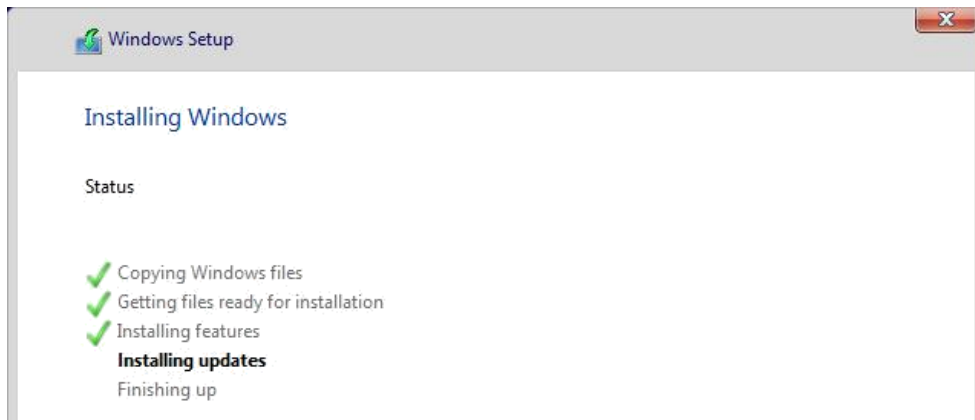 Windows Setup
Installing Windows
Status
Copying Windows files
Getting files ready for installation
Installing features
Installing updates
Finishing up